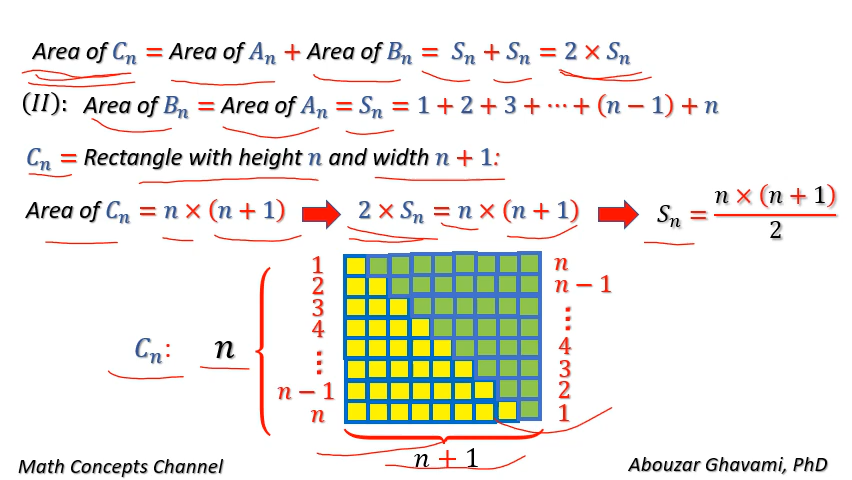 Area of Cₙ = Area of Aₙ + Area of Bₙ = Sₙ + Sₙ = 2 × Sₙ
(II): Area of Bₙ = Area of Aₙ = Sₙ = 1 + 2 + 3 + ⋯ + (n − 1) + n
Cₙ = Rectangle with height n and width n + 1:
Area of Cₙ = n × (n + 1) ➡ 2 × Sₙ = n × (n + 1) ➡ Sₙ = n × (n + 1) / 2
1 n
2 n − 1
3 ⋮
4
Cₙ: n
4
⋮ 3
n − 1 2
n 1
n + 1
Math Concepts Channel
Abouzar Ghavami, PhD